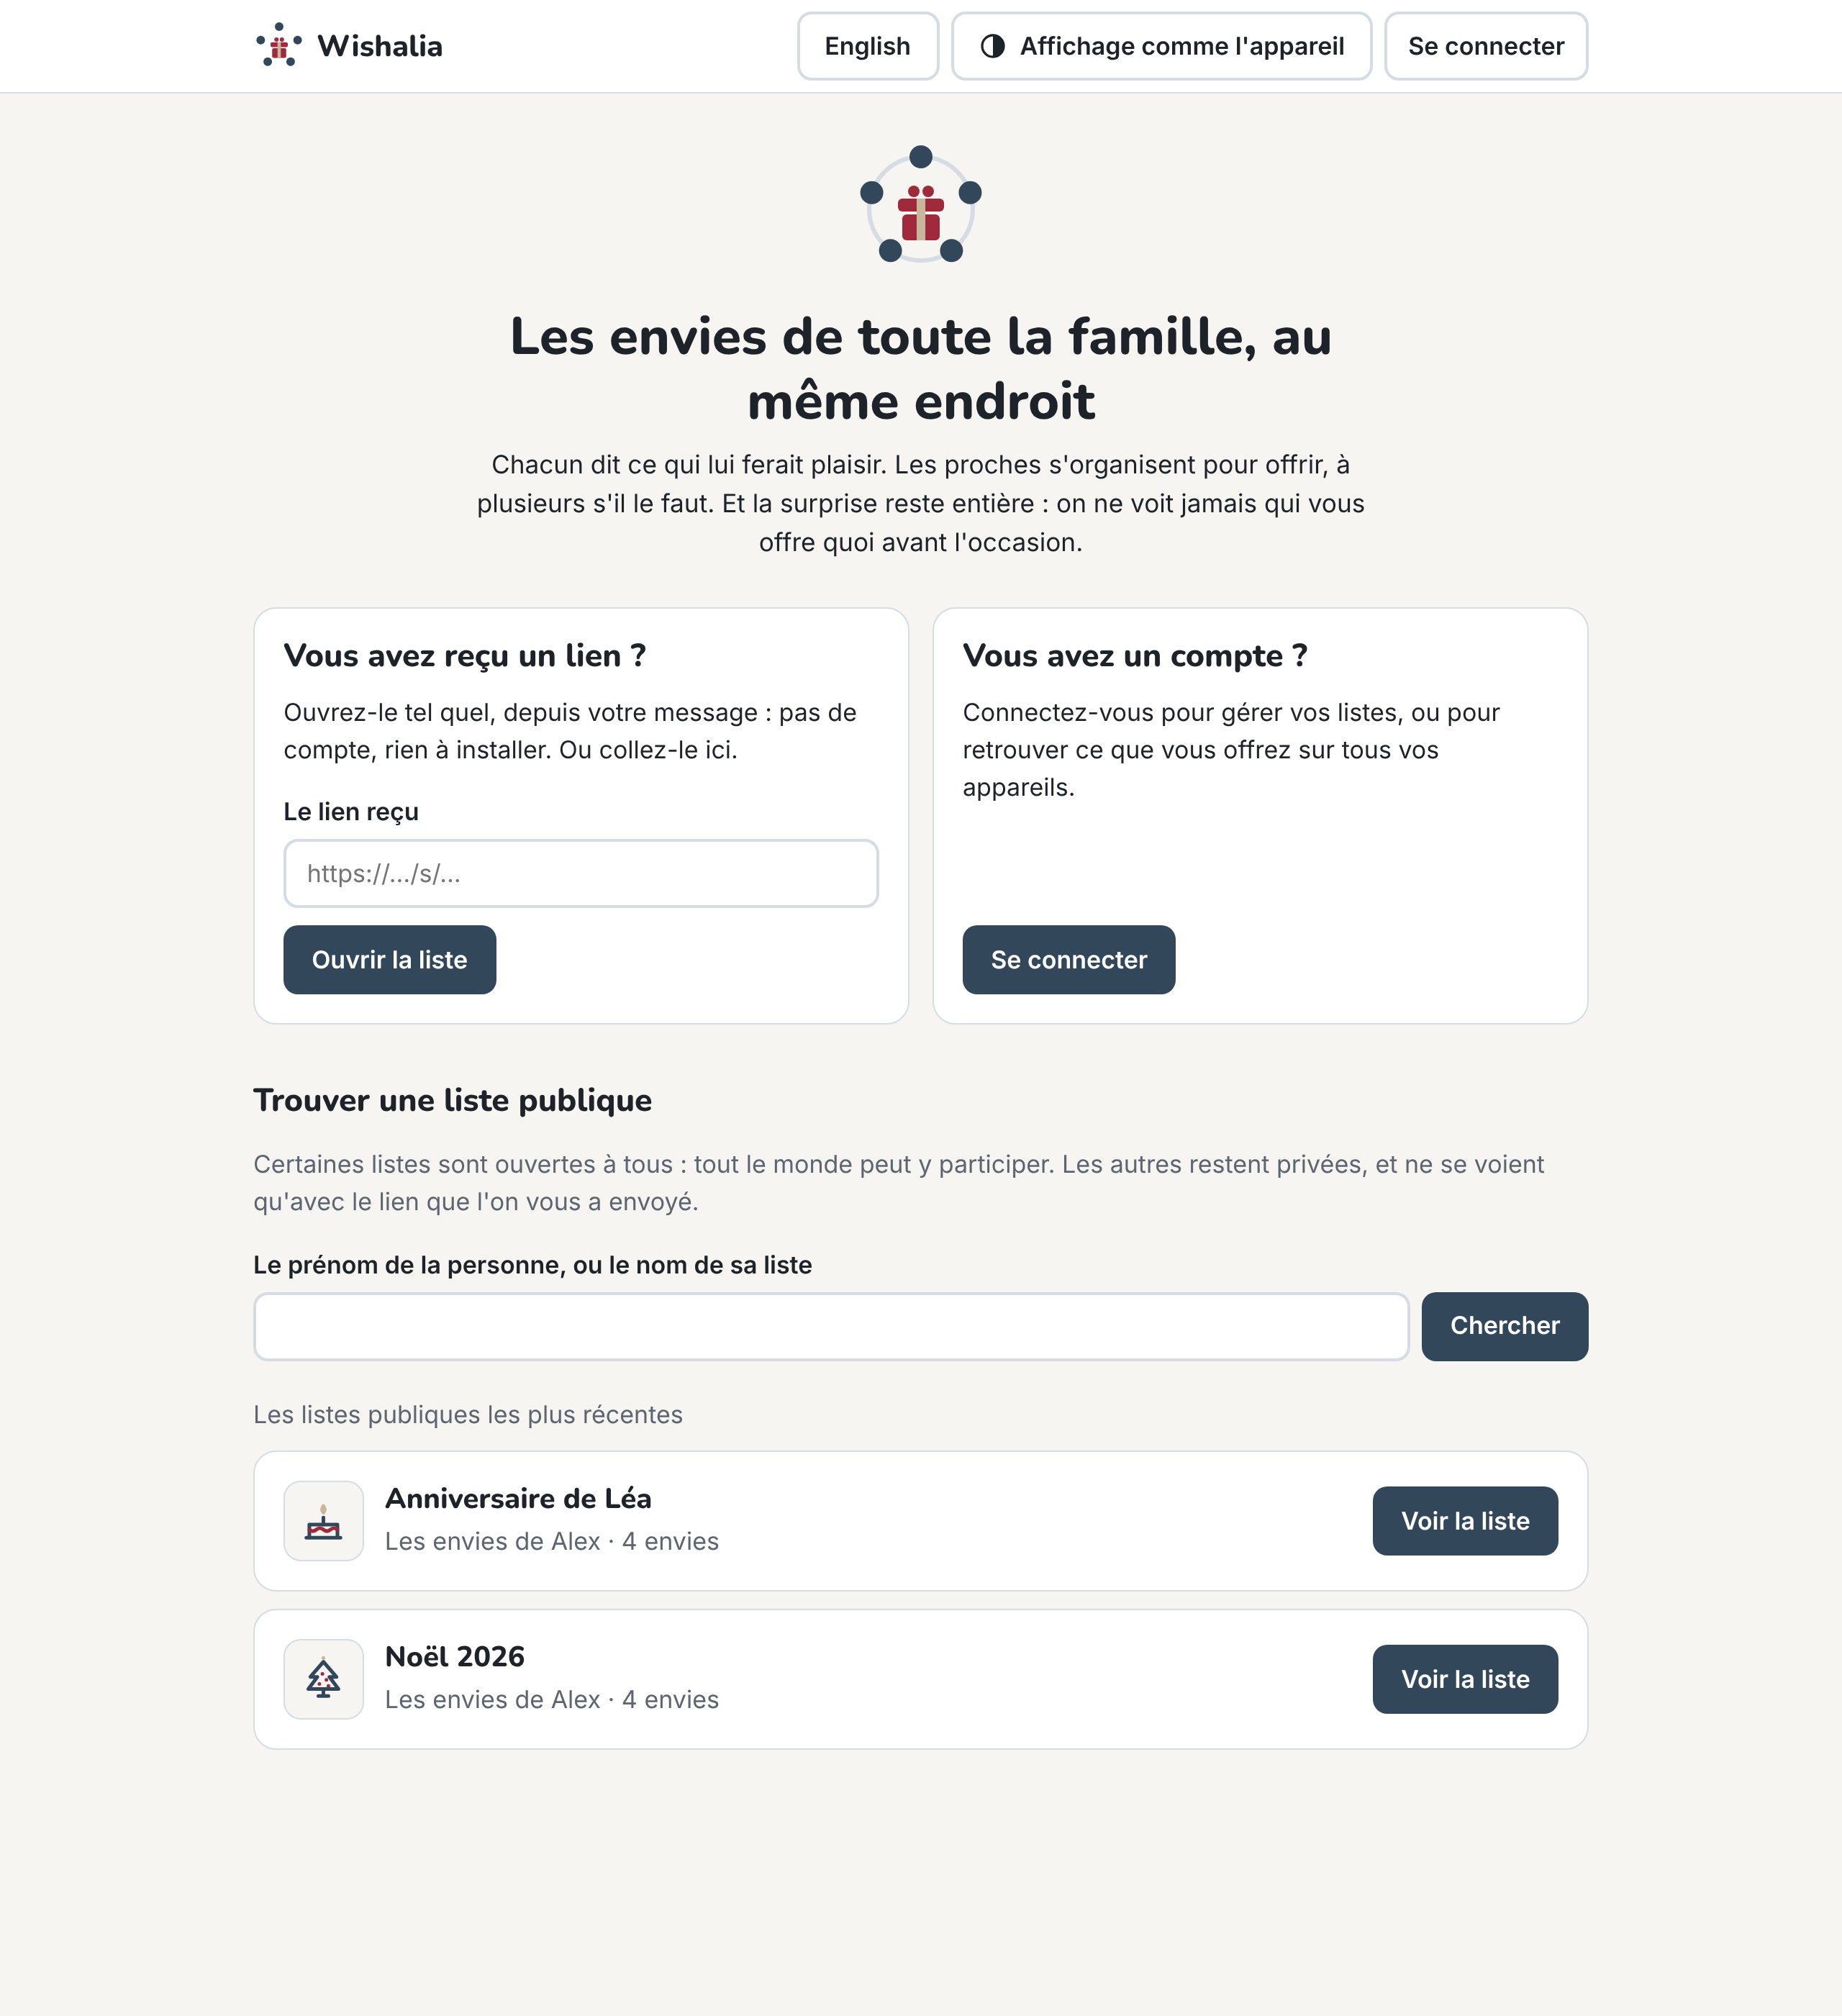 Wishalia
English
Affichage comme l'appareil
Se connecter
Les envies de toute la famille, au
même endroit
Chacun dit ce qui lui ferait plaisir. Les proches s'organisent pour offrir, à
plusieurs s'il le faut. Et la surprise reste entière : on ne voit jamais qui vous
offre quoi avant l'occasion.
Vous avez reçu un lien ?
Ouvrez-le tel quel, depuis votre message : pas de
compte, rien à installer. Ou collez-le ici.
Le lien reçu
https://…/s/…
Ouvrir la liste
Vous avez un compte ?
Connectez-vous pour gérer vos listes, ou pour
retrouver ce que vous offrez sur tous vos
appareils.
Se connecter
Trouver une liste publique
Certaines listes sont ouvertes à tous : tout le monde peut y participer. Les autres restent privées, et ne se voient
qu'avec le lien que l'on vous a envoyé.
Le prénom de la personne, ou le nom de sa liste
Chercher
Les listes publiques les plus récentes
Anniversaire de Léa
Les envies de Alex · 4 envies
Voir la liste
Noël 2026
Les envies de Alex · 4 envies
Voir la liste